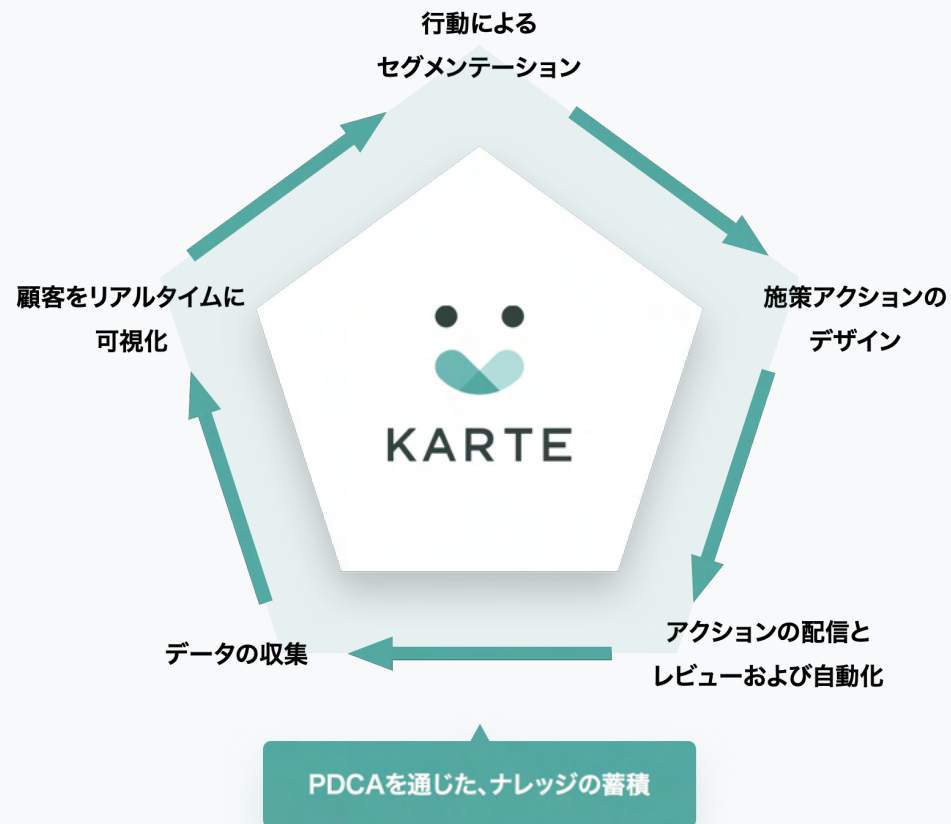 行動による
セグメンテーション
顧客をリアルタイムに
可視化
施策アクションの
デザイン
KARTE
アクションの配信と
レビューおよび自動化
データの収集
PDCAを通じた、ナレッジの蓄積